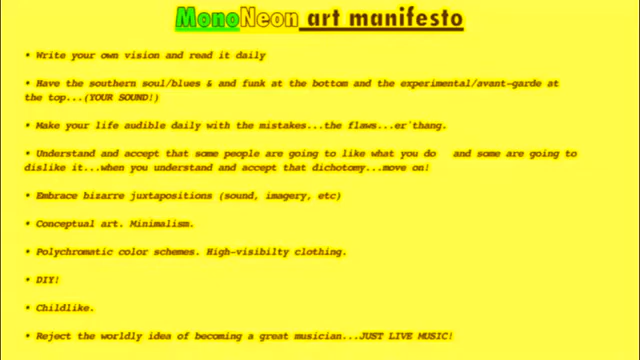 MonoNeon art manifesto
• Write your own vision and read it daily
• Have the southern soul/blues & and funk at the bottom and the experimental/avant-garde at
the top...(YOUR SOUND!)
• Make your life audible daily with the mistakes...the flaws...er'thang.
• Understand and accept that some people are going to like what you do and some are going to
dislike it...when you understand and accept that dichotomy...move on!
• Embrace bizarre juxtapositions (sound, imagery, etc)
• Conceptual art. Minimalism.
• Polychromatic color schemes. High-visibilty clothing.
• DIY!
• Childlike.
• Reject the worldly idea of becoming a great musician...JUST LIVE MUSIC!